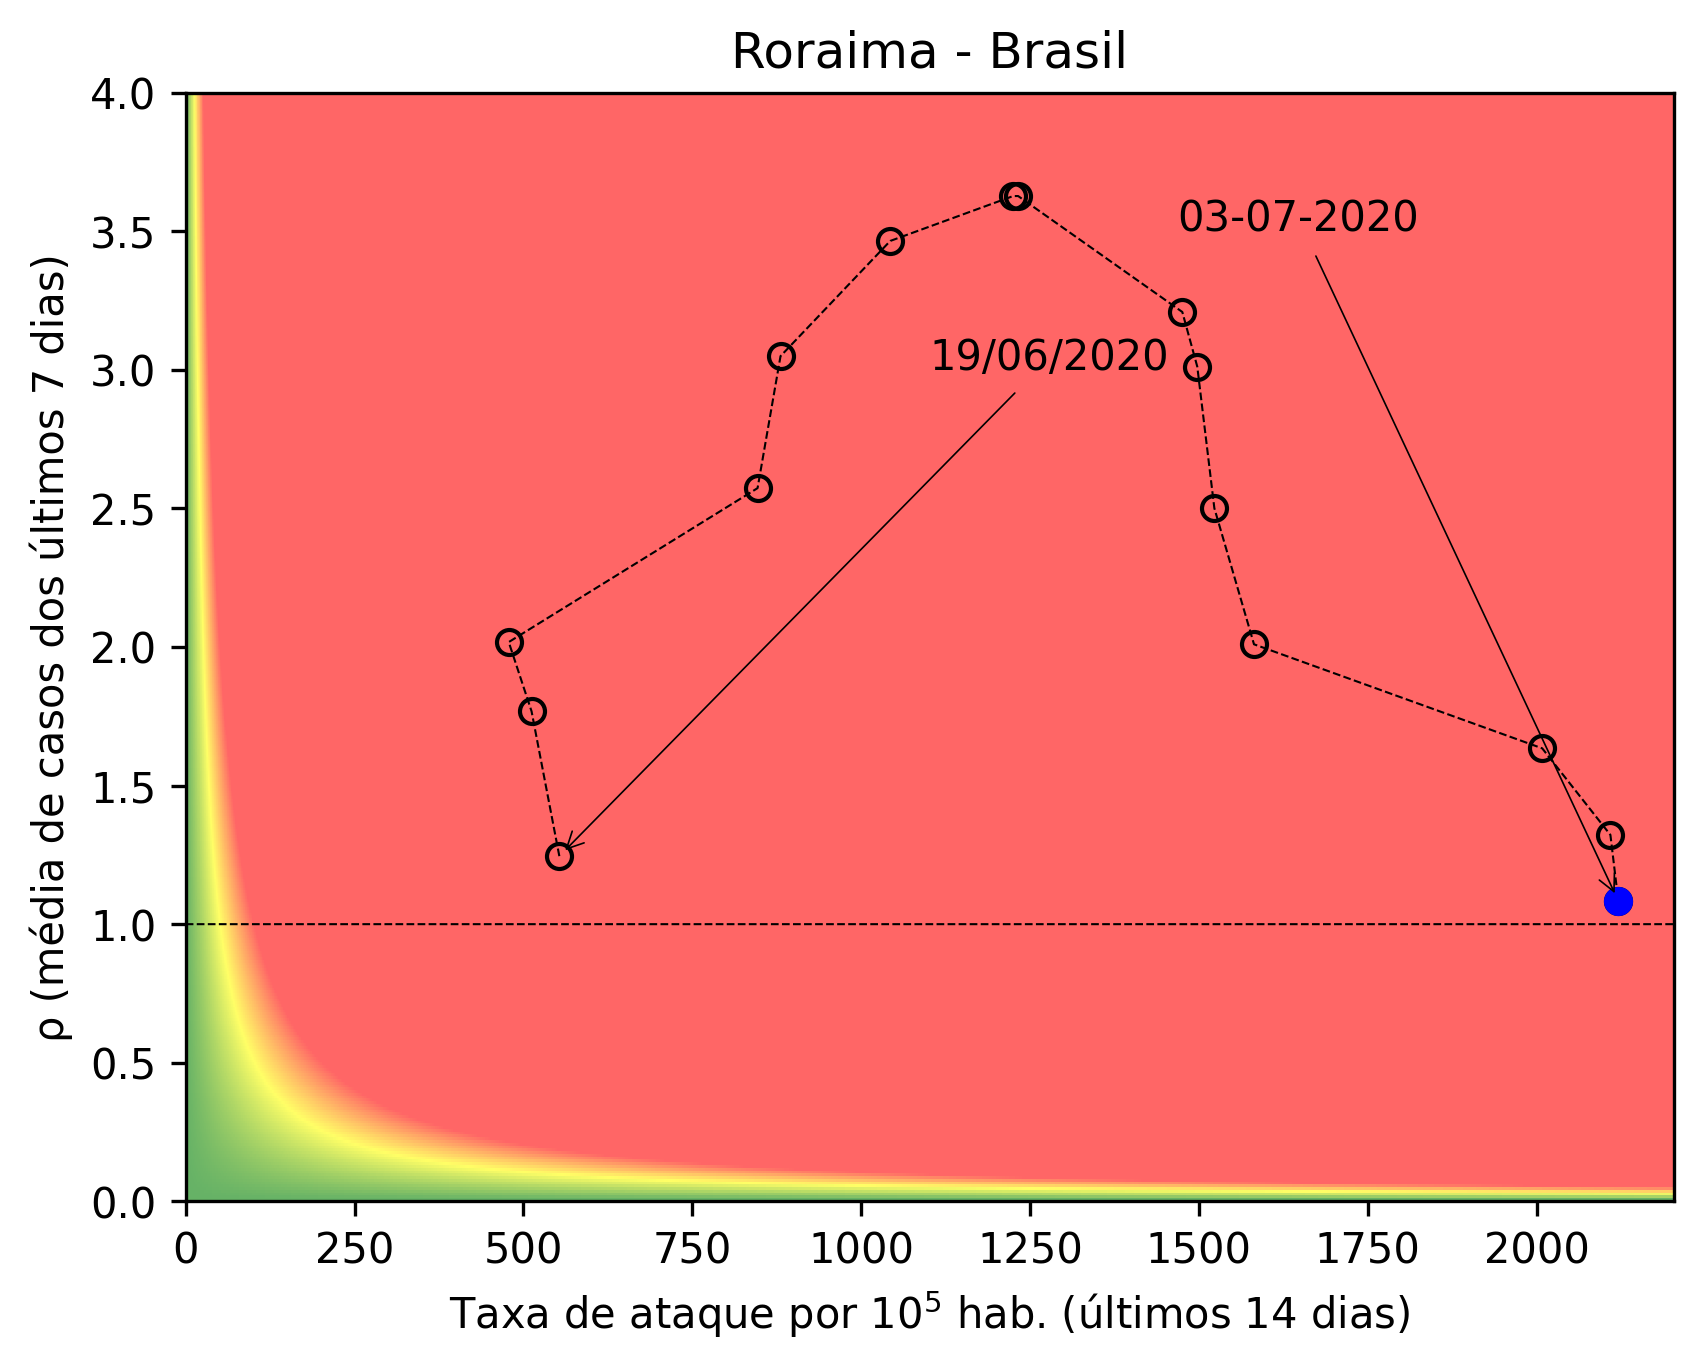 Roraima - Brasil
4.0
3.5
3.0
2.5
2.0
1.5
1.0
0.5
0.0
ρ (média de casos dos últimos 7 dias)
03-07-2020
19/06/2020
0 250 500 750 1000 1250 1500 1750 2000
Taxa de ataque por 10⁵ hab. (últimos 14 dias)